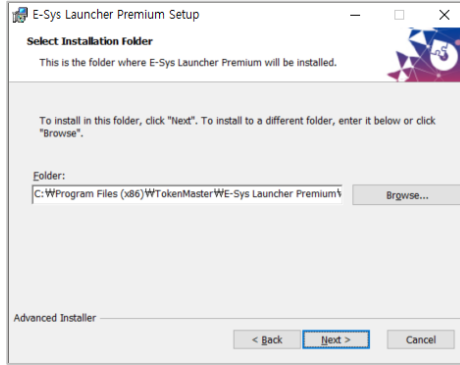 E-Sys Launcher Premium Setup
Select Installation Folder
This is the folder where E-Sys Launcher Premium will be installed.
To install in this folder, click "Next". To install to a different folder, enter it below or click
"Browse".
Folder:
C:₩Program Files (x86)₩TokenMaster₩E-Sys Launcher Premium₩
Browse...
Advanced Installer
< Back
Next >
Cancel